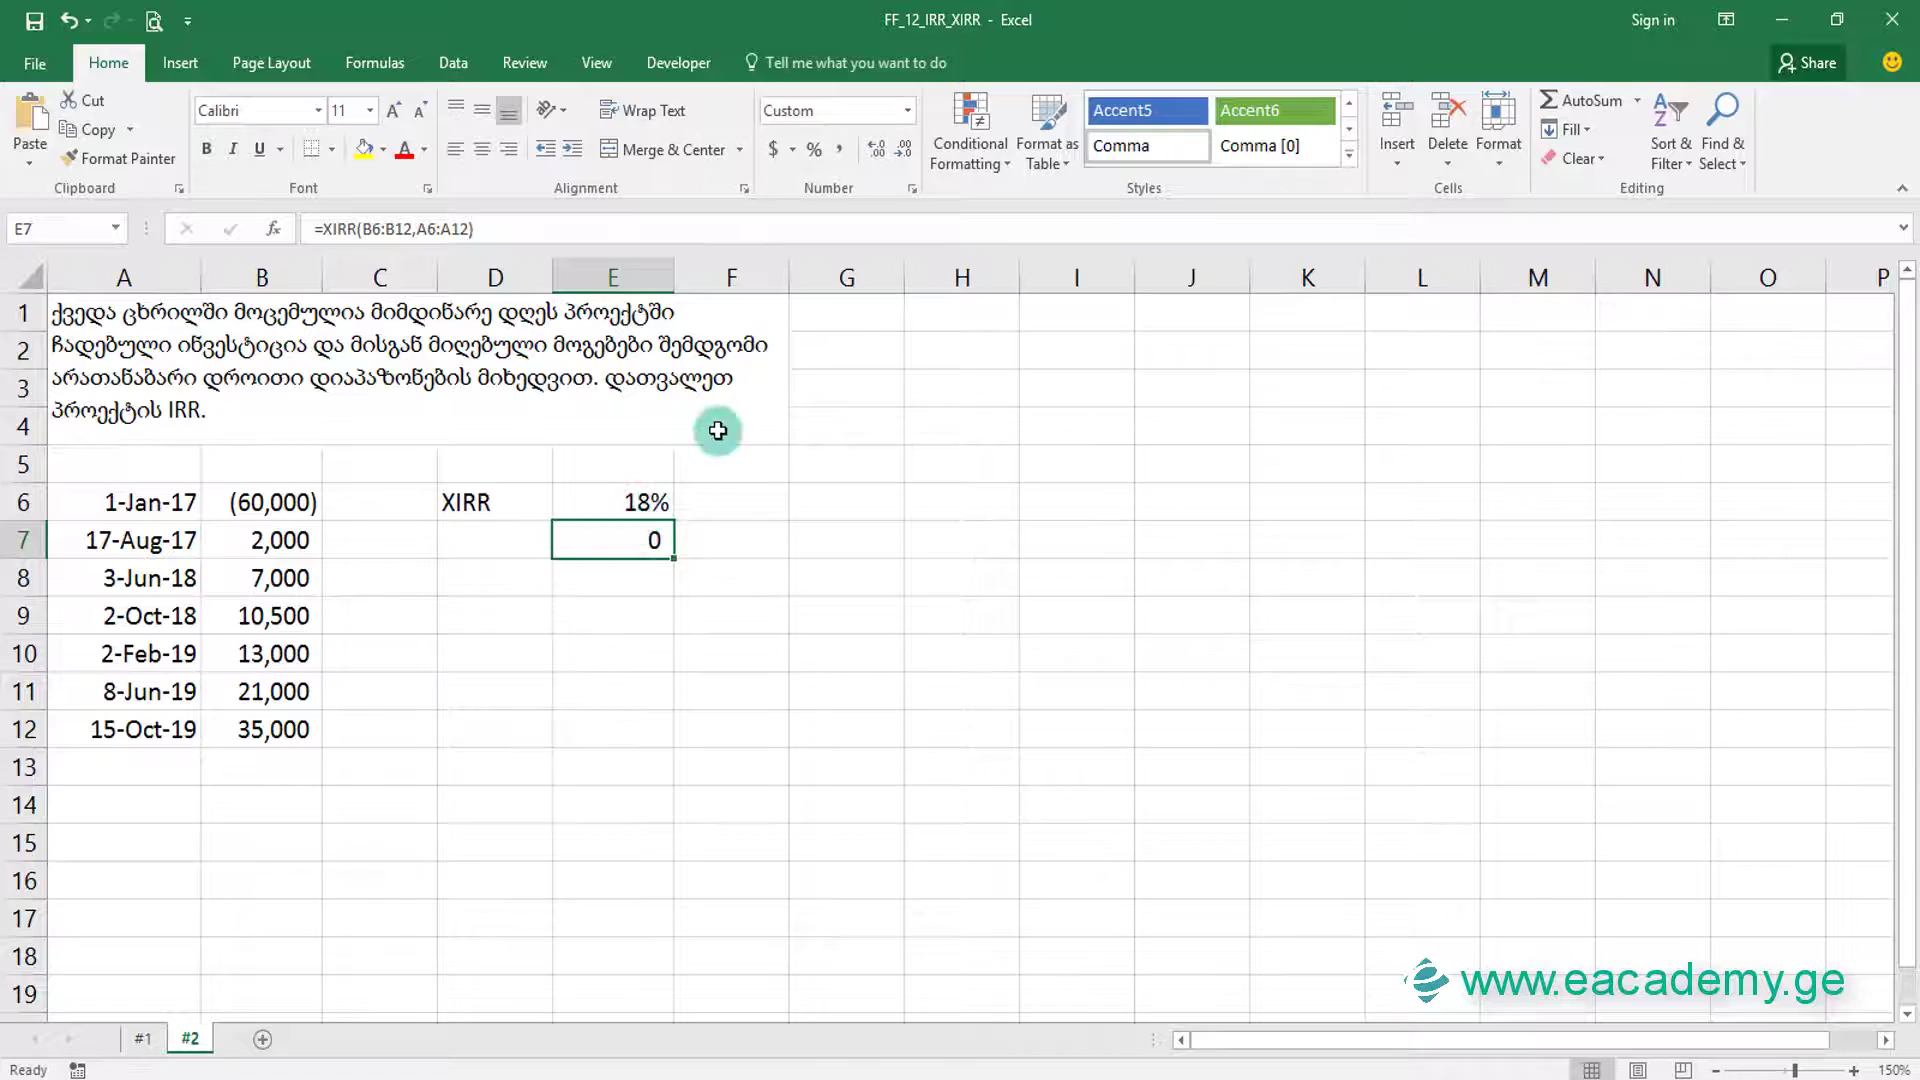 FF_12_IRR_XIRR - Excel
Sign in
File
Home
Insert
Page Layout
Formulas
Data
Review
View
Developer
Tell me what you want to do
Share
Paste
Cut
Copy
Format Painter
Clipboard
Calibri
11
B I U
Font
Wrap Text
Merge & Center
Alignment
Custom
$ % ,
Number
Conditional Formatting
Format as Table
Accent5
Accent6
Comma
Comma [0]
Styles
Insert
Delete
Format
Cells
AutoSum
Fill
Clear
Sort & Filter
Find & Select
Editing
E7
fx
=XIRR(B6:B12,A6:A12)
A B C D E F G H I J K L M N O P
1 ქვედა ცხრილში მოცემულია მიმდინარე დღეს პროექტში
2 ჩადებული ინვესტიცია და მისგან მიღებული მოგებები შემდგომი
3 არათანაბარი დროითი დიაპაზონების მიხედვით. დათვალეთ
4 პროექტის IRR.
5
6 1-Jan-17 (60,000) XIRR 18%
7 17-Aug-17 2,000 0
8 3-Jun-18 7,000
9 2-Oct-18 10,500
10 2-Feb-19 13,000
11 8-Jun-19 21,000
12 15-Oct-19 35,000
13
14
15
16
17
18
19
www.eacademy.ge
#1
#2
Ready
150%